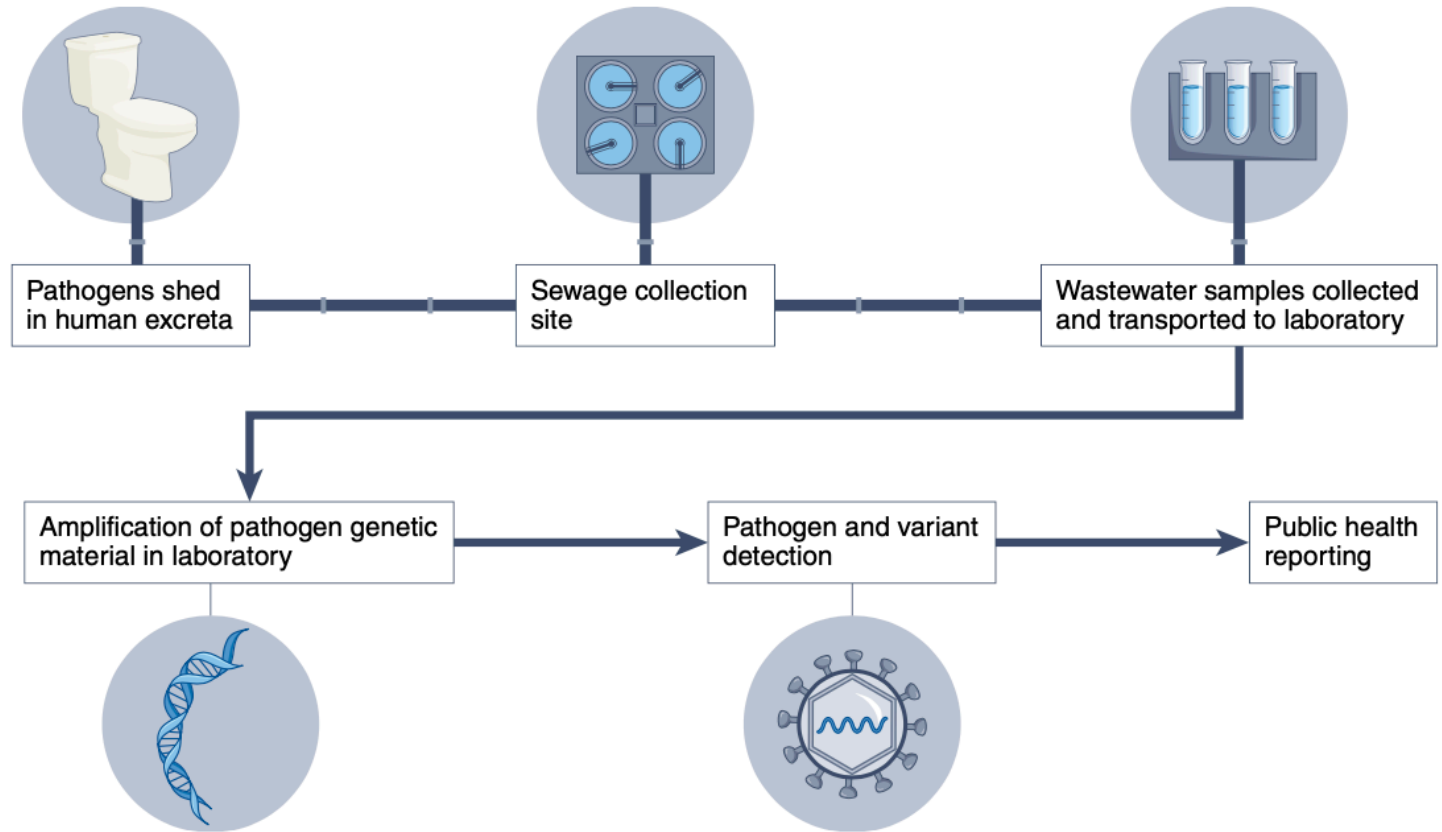 Pathogens shed
in human excreta
Sewage collection
site
Wastewater samples collected
and transported to laboratory
Amplification of pathogen genetic
material in laboratory
Pathogen and variant
detection
Public health
reporting